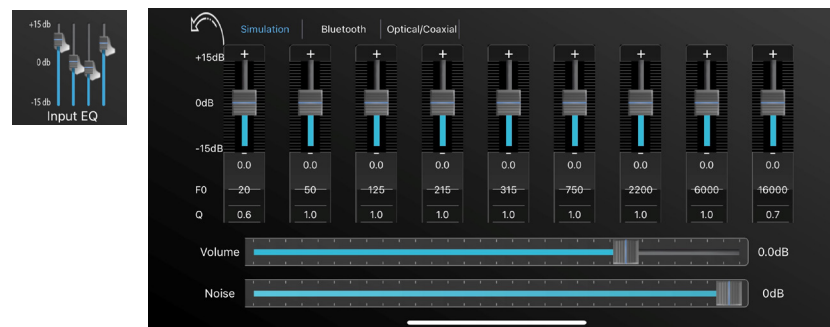 +15 db
0 db
-15 db
Input EQ
Simulation Bluetooth Optical/Coaxial
+ + + + + + + + +
+15dB
0dB
-15dB
0.0 0.0 0.0 0.0 0.0 0.0 0.0 0.0 0.0
F0 20 50 125 215 315 750 2200 6000 16000
Q 0.6 1.0 1.0 1.0 1.0 1.0 1.0 1.0 0.7
Volume 0.0dB
Noise 0dB